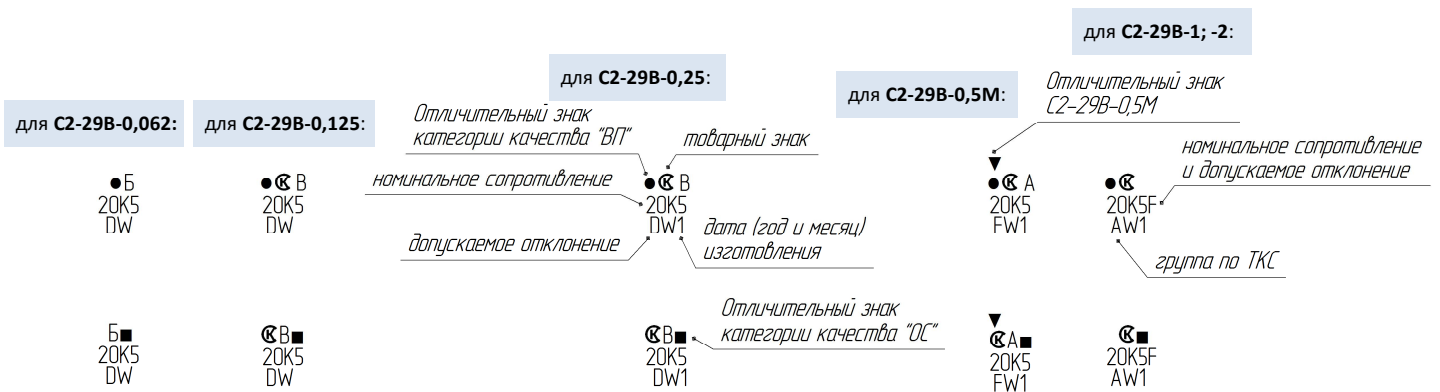 для С2-29В-0,062:
●Б
20К5
DW
Б■
20К5
DW
для С2-29В-0,125:
●В
20К5
DW
В■
20К5
DW
для С2-29В-0,25:
Отличительный знак
категории качества "ВП"
товарный знак
номинальное сопротивление
●В
20К5
DW1
допускаемое отклонение
дата (год и месяц)
изготовления
Отличительный знак
категории качества "ОС"
В■
20К5
DW1
для С2-29В-0,5М:
▼
●А
20К5
FW1
▼
А■
20К5
FW1
для С2-29В-1; -2:
Отличительный знак
С2-29В-0,5М
номинальное сопротивление
и допускаемое отклонение
●
20К5F
AW1
группа по ТКС
■
20К5F
AW1